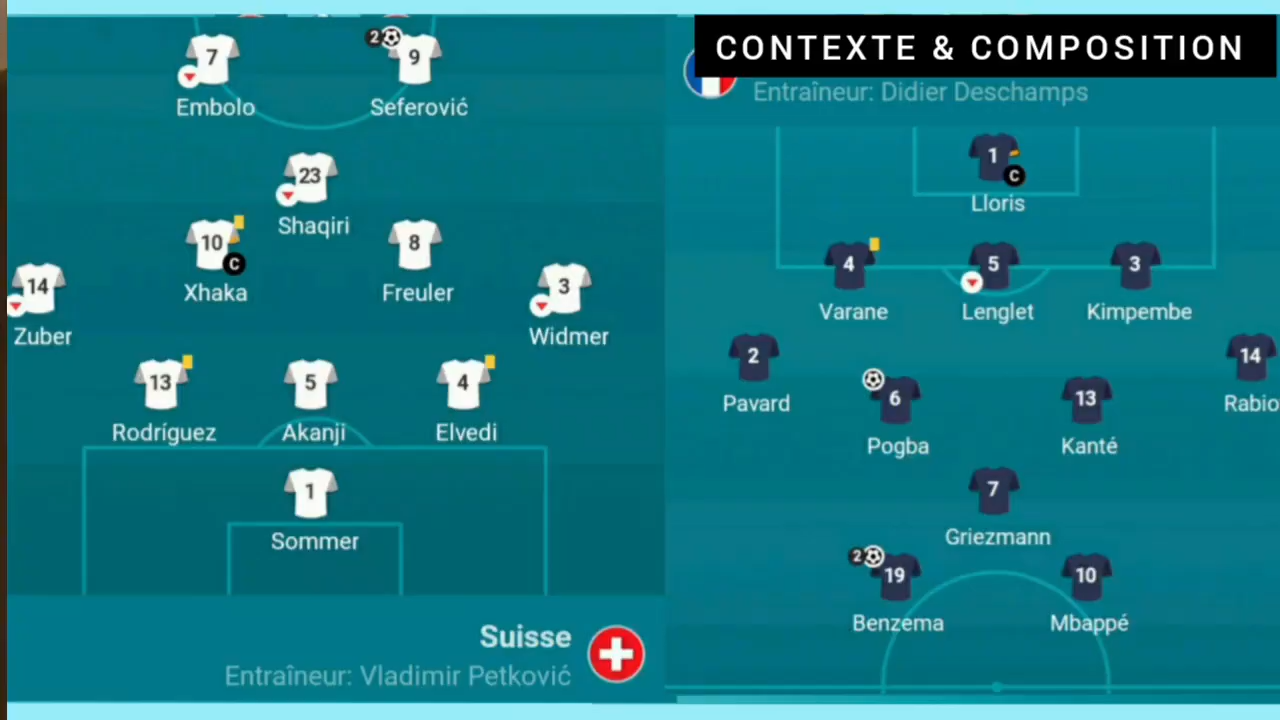 CONTEXTE & COMPOSITION
7
2
9
Embolo
Seferović
23
Shaqiri
10
C
8
Xhaka
Freuler
14
3
Zuber
Widmer
13
5
4
Rodríguez
Akanji
Elvedi
1
Sommer
Suisse
Entraîneur: Vladimir Petković
Entraîneur: Didier Deschamps
1
C
Lloris
4
5
3
Varane
Lenglet
Kimpembe
2
14
Pavard
Rabio
6
13
Pogba
Kanté
7
Griezmann
2
19
10
Benzema
Mbappé